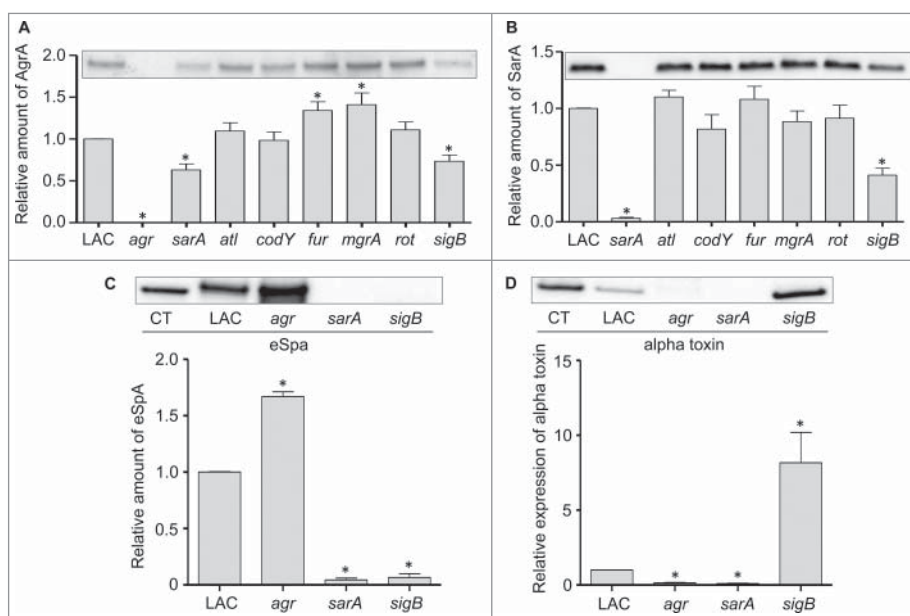 A
Relative amount of AgrA
2.0
1.5
1.0
0.5
0.0
LAC agr sarA atl codY fur mgrA rot sigB
* * * * *
B
Relative amount of SarA
1.5
1.0
0.5
0.0
LAC sarA atl codY fur mgrA rot sigB
* *
C
CT LAC agr sarA sigB
eSpa
Relative amount of eSpA
2.0
1.5
1.0
0.5
0
LAC agr sarA sigB
* * *
D
CT LAC agr sarA sigB
alpha toxin
Relative expression of alpha toxin
15
10
5
0
LAC agr sarA sigB
* * *